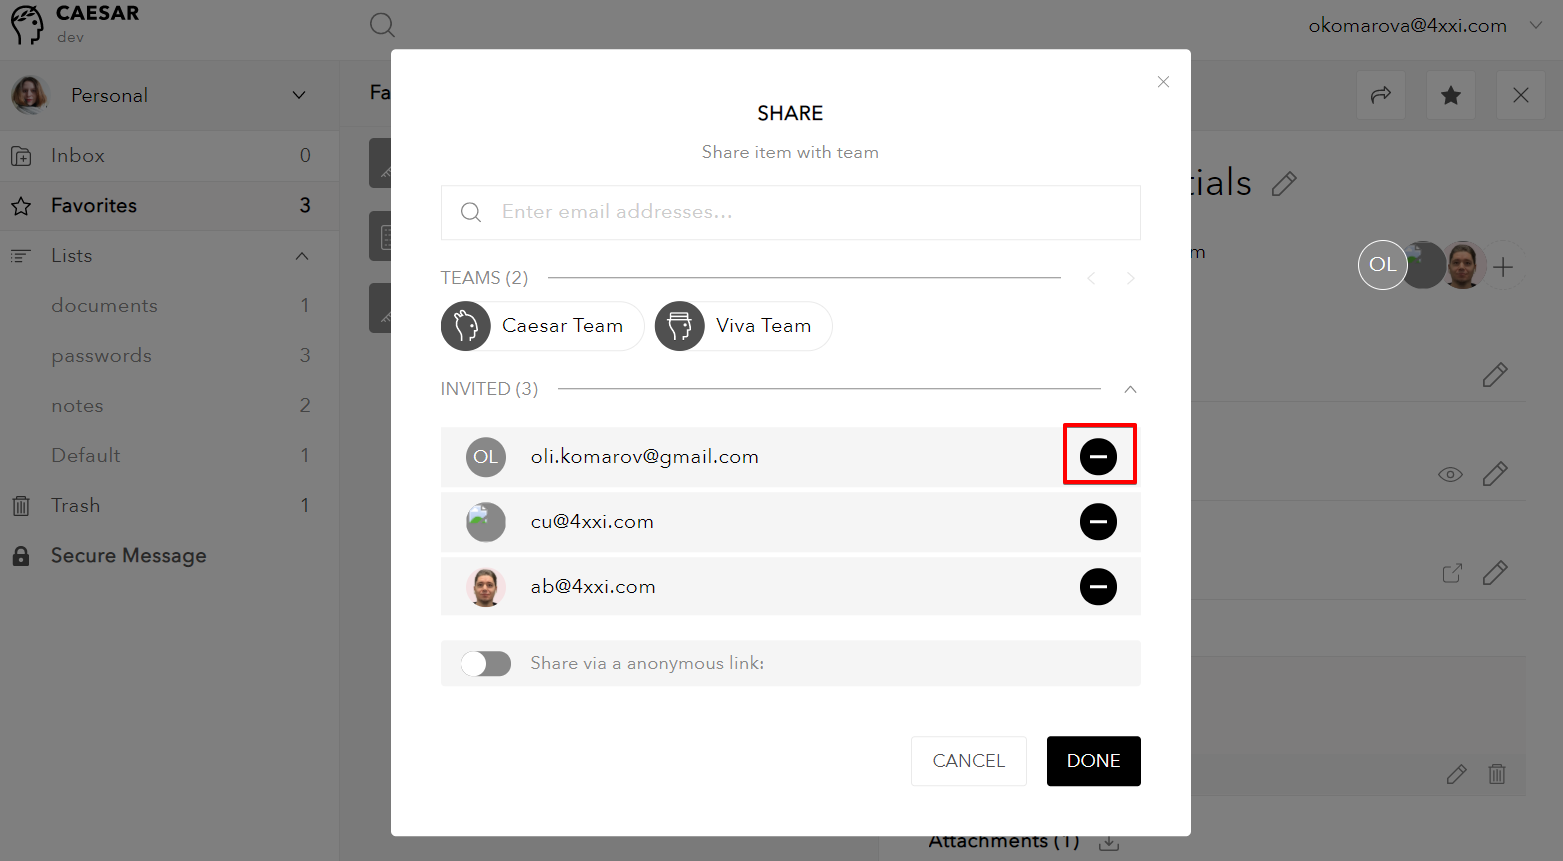 CAESAR
dev
okomarova@4xxi.com
Personal
Inbox 0
Favorites 3
Lists
documents 1
passwords 3
notes 2
Default 1
Trash 1
Secure Message
Fa
SHARE
Share item with team
Enter email addresses...
TEAMS (2)
Caesar Team
Viva Team
INVITED (3)
OL oli.komarov@gmail.com
cu@4xxi.com
ab@4xxi.com
Share via a anonymous link:
CANCEL
DONE
tials
m
OL
Attachments (1)